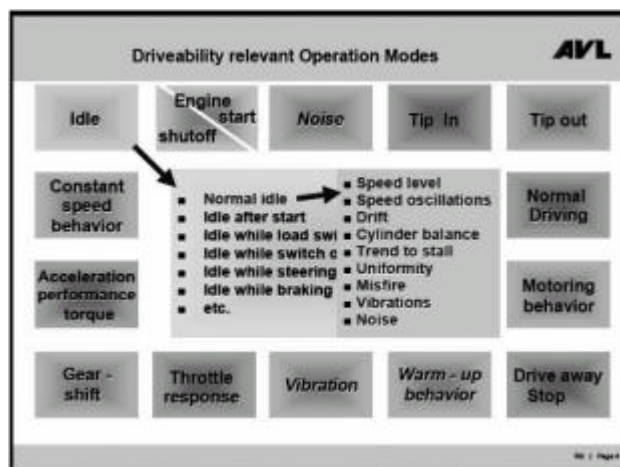 Driveability relevant Operation Modes
AVL
Idle
Engine
start
shutoff
Noise
Tip In
Tip out
Constant
speed
behavior
Normal idle
Idle after start
Idle while load swi
Idle while switch
Idle while steering
Idle while braking
etc.
Speed level
Speed oscillations
Drift
Cylinder balance
Trend to stall
Uniformity
Misfire
Vibrations
Noise
Normal
Driving
Acceleration
performance
torque
Motoring
behavior
Gear -
shift
Throttle
response
Vibration
Warm - up
behavior
Drive away
Stop